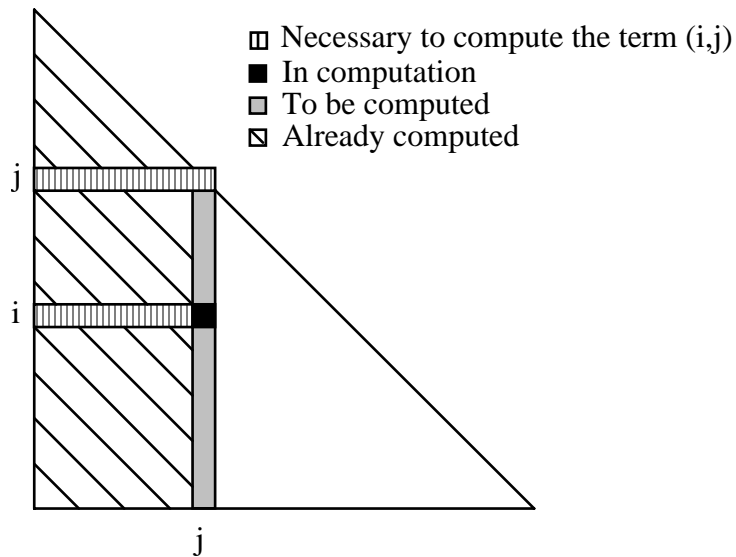 Necessary to compute the term (i,j)
In computation
To be computed
Already computed
j
i
j